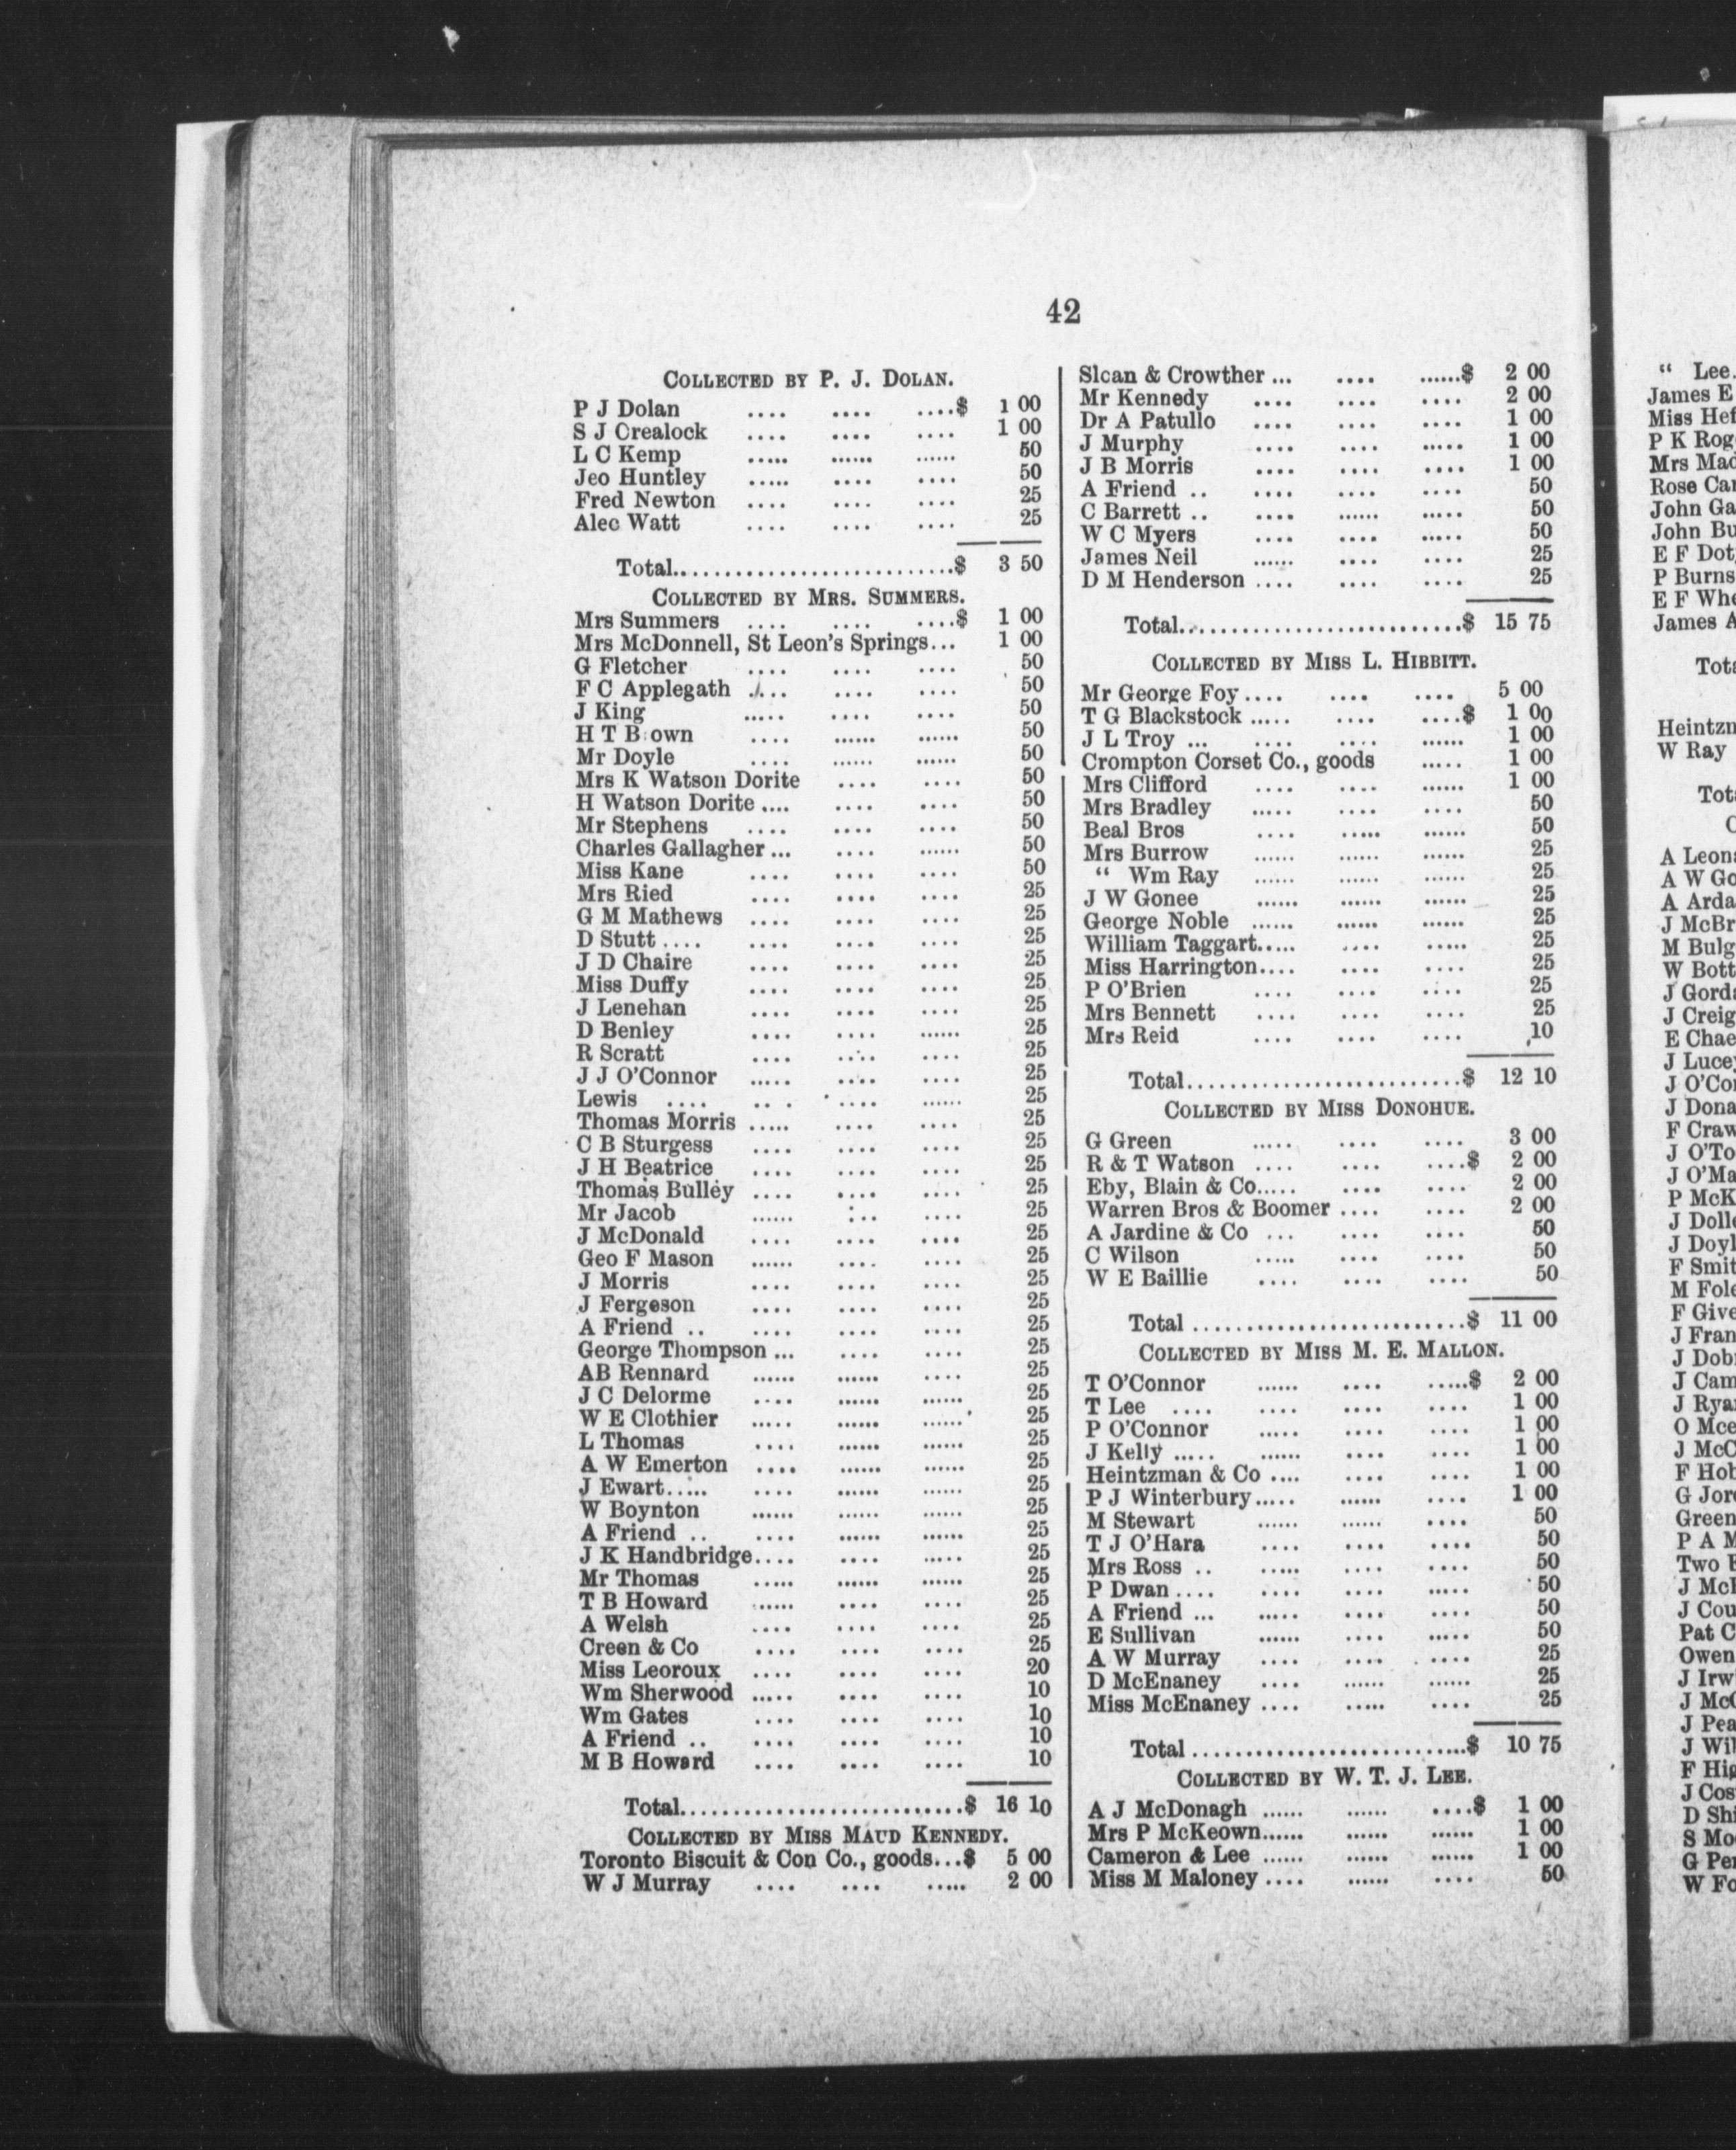 42
COLLECTED BY P. J. DOLAN.
P J Dolan .... .... ....$ 1 00
S J Crealock .... .... .... 1 00
L C Kemp ..... ...... ...... 50
Jeo Huntley ..... .... .... 50
Fred Newton .... .... .... 25
Alec Watt .... .... .... 25
Total...........................$ 3 50
COLLECTED BY MRS. SUMMERS.
Mrs Summers .... .... ....$ 1 00
Mrs McDonnell, St Leon's Springs... 1 00
G Fletcher .... .... .... 50
F C Applegath .... .... .... 50
J King ..... .... .... 50
H T B own .... ...... ...... 50
Mr Doyle .... ...... ...... 50
Mrs K Watson Dorite .... .... 50
H Watson Dorite .... .... .... 50
Mr Stephens .... .... .... 50
Charles Gallagher ... .... ...... 50
Miss Kane .... .... .... 50
Mrs Ried .... .... .... 25
G M Mathews .... .... .... 25
D Stutt .... .... .... .... 25
J D Chaire .... .... .... 25
Miss Duffy .... .... .... 25
J Lenehan .... .... .... 25
D Benley .... .... ...... 25
R Scratt .... .... .... 25
J J O'Connor ..... .... .... 25
Lewis .... .. . .... ...... 25
Thomas Morris ..... .... .... 25
C B Sturgess .... .... .... 25
J H Beatrice .... .... .... 25
Thomas Bulley .... .... .... 25
Mr Jacob ...... ... .... 25
J McDonald .... .... .... 25
Geo F Mason ...... .... .... 25
J Morris .... .... .... 25
J Fergeson .... .... .... 25
A Friend .. .... .... .... 25
George Thompson ... .... .... 25
AB Rennard ...... ...... .... 25
J C Delorme .... ...... ...... 25
W E Clothier ..... ...... ...... 25
L Thomas .... ...... ...... 25
A W Emerton .... ...... ...... 25
J Ewart..... .... ...... ...... 25
W Boynton ...... ...... ...... 25
A Friend .. .... ...... ...... 25
J K Handbridge.... .... ..... 25
Mr Thomas ..... ...... ...... 25
T B Howard ...... .... .... 25
A Welsh .... .... .... 25
Creen & Co .... .... .... 25
Miss Leoroux .... .... .... 20
Wm Sherwood ..... .... .... 10
Wm Gates .... .... .... 10
A Friend .. .... .... .... 10
M B Howard .... .... .... 10
Total...........................$ 16 10
COLLECTED BY MISS MAUD KENNEDY.
Toronto Biscuit & Con Co., goods...$ 5 00
W J Murray .... .... ..... 2 00
Slcan & Crowther ... .... ......$ 2 00
Mr Kennedy .... .... .... 2 00
Dr A Patullo .... .... .... 1 00
J Murphy .... .... ..... 1 00
J B Morris .... .... .... 1 00
A Friend .. .... .... .... 50
C Barrett .. .... ...... ..... 50
W C Myers .... .... ..... 50
James Neil ...... .... .... 25
D M Henderson .... .... .... 25
Total...........................$ 15 75
COLLECTED BY MISS L. HIBBITT.
Mr George Foy.... .... .... 5 00
T G Blackstock ..... .... ....$ 1 00
J L Troy ... .... .... ...... 1 00
Crompton Corset Co., goods ..... 1 00
Mrs Clifford .... .... ...... 1 00
Mrs Bradley ..... .... .... 50
Beal Bros .... ..... ...... 50
Mrs Burrow ...... ...... ...... 25
" Wm Ray ...... ...... ...... 25
J W Gonee ...... ...... ...... 25
George Noble ...... ...... ...... 25
William Taggart..... .... ..... 25
Miss Harrington.... .... .... 25
P O'Brien .... .... .... 25
Mrs Bennett .... .... .... 25
Mrs Reid .... .... .... 10
Total..........................$ 12 10
COLLECTED BY MISS DONOHUE.
G Green ..... .... .... 3 00
R & T Watson .... .... ....$ 2 00
Eby, Blain & Co..... .... .... 2 00
Warren Bros & Boomer .... .... 2 00
A Jardine & Co ... .... .... 50
C Wilson ..... .... .... 50
W E Baillie .... .... .... 50
Total ..........................$ 11 00
COLLECTED BY MISS M. E. MALLON.
T O'Connor ...... .... .....$ 2 00
T Lee .... .... .... .... 1 00
P O'Connor ..... .... .... 1 00
J Kelly ..... ...... .... .... 1 00
Heintzman & Co .... .... .... 1 00
P J Winterbury..... ...... .... 1 00
M Stewart ...... ...... .... 50
T J O'Hara .... .... .... 50
Mrs Ross .. ..... .... .... 50
P Dwan .... .... .... ..... 50
A Friend ... ..... .... .... 50
E Sullivan ...... .... ..... 50
A W Murray .... .... .... 25
D McEnaney .... ...... ...... 25
Miss McEnaney .... ...... .... 25
Total ..........................$ 10 75
COLLECTED BY W. T. J. LEE.
A J McDonagh ...... ...... ....$ 1 00
Mrs P McKeown...... ...... ...... 1 00
Cameron & Lee ...... ...... ...... 1 00
Miss M Maloney .... ...... .... 50
" Lee.
James E
Miss
P K
Mrs
Rose
John
John
E F
P Burns
E F
James A
Heintzn
W Ray
A
A W
A
J
M
W
J
J
E
J
J
J
F
J
J
P
J
J
F
M
F
J
J
J
J
O
J
F
G
Green
P A
Two
J
J
Pat
Owen
J
J
J
J
F
J
D
S
G
W